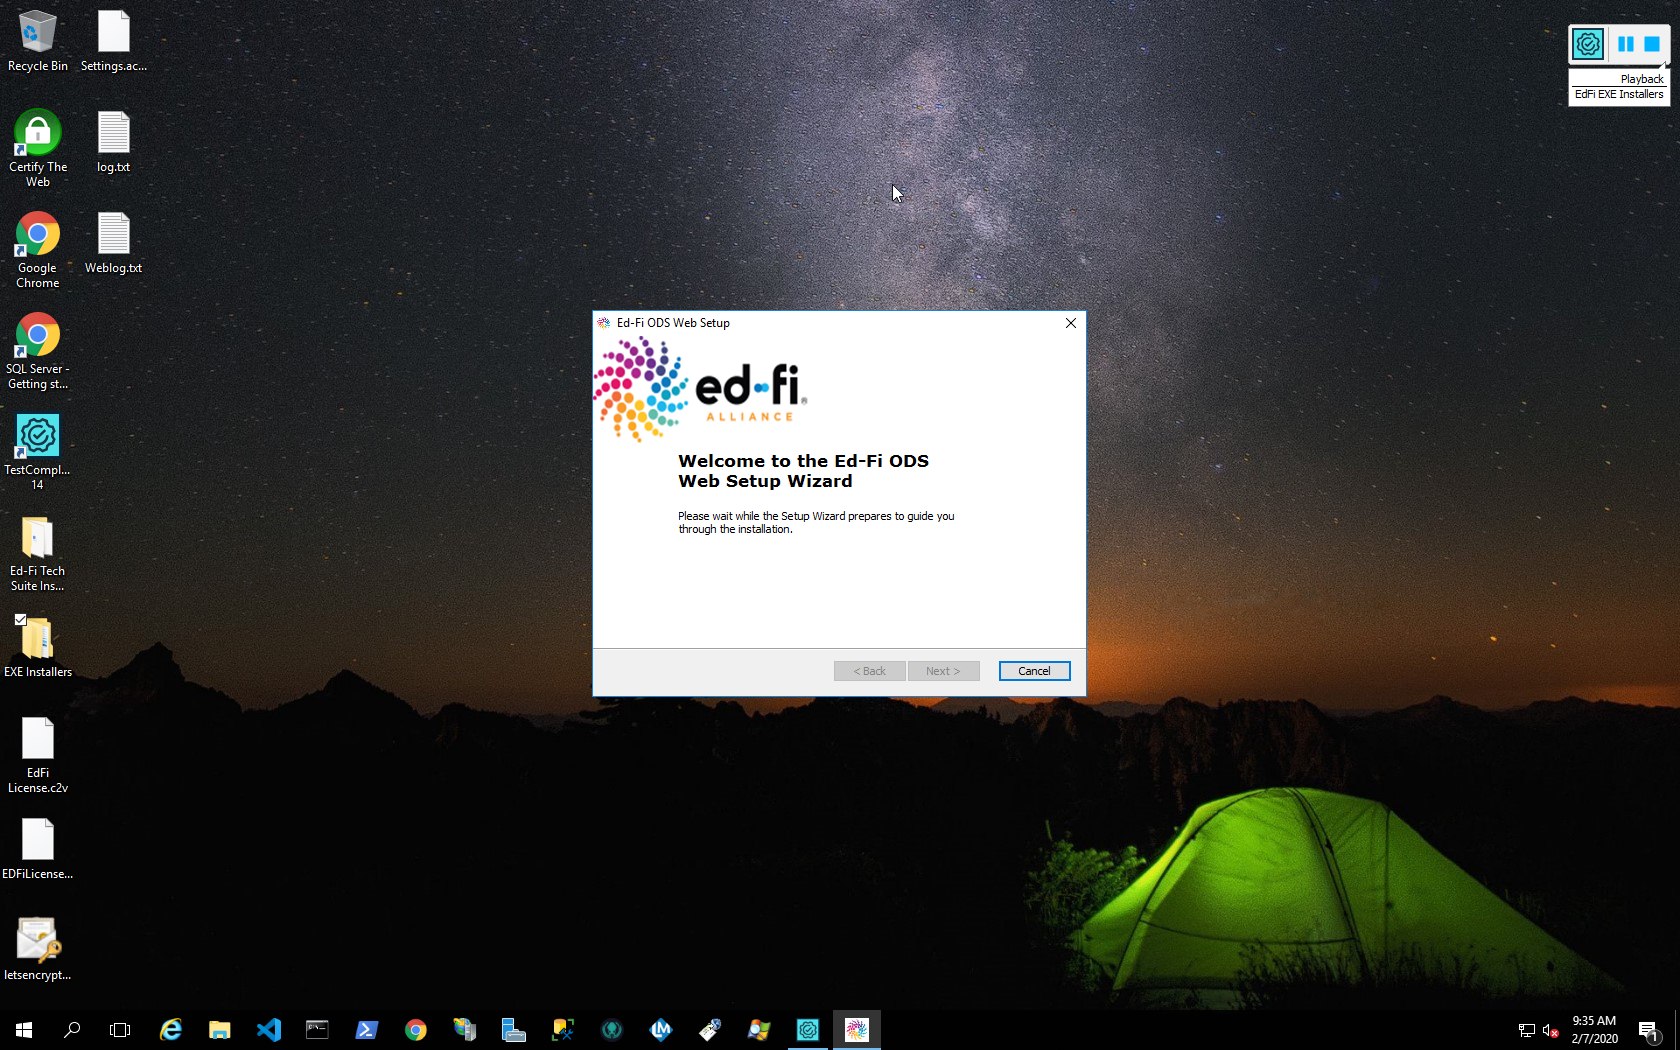 Recycle Bin
Settings.ac...
Certify The
Web
log.txt
Google
Chrome
Weblog.txt
SQL Server -
Getting st...
TestCompl...
14
Ed-Fi Tech
Suite Ins...
EXE Installers
EdFi
License.c2v
EDFiLicense...
letsencrypt...
Playback
EdFi EXE Installers
Ed-Fi ODS Web Setup
ed-fi®
ALLIANCE
Welcome to the Ed-Fi ODS
Web Setup Wizard
Please wait while the Setup Wizard prepares to guide you
through the installation.
< Back
Next >
Cancel
9:35 AM
2/7/2020
1